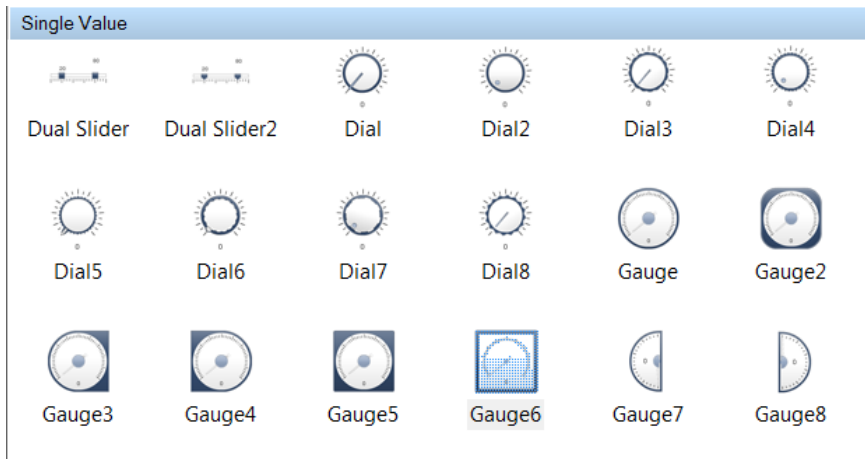 Single Value
Dual Slider Dual Slider2 Dial Dial2 Dial3 Dial4
Dial5 Dial6 Dial7 Dial8 Gauge Gauge2
Gauge3 Gauge4 Gauge5 Gauge6 Gauge7 Gauge8